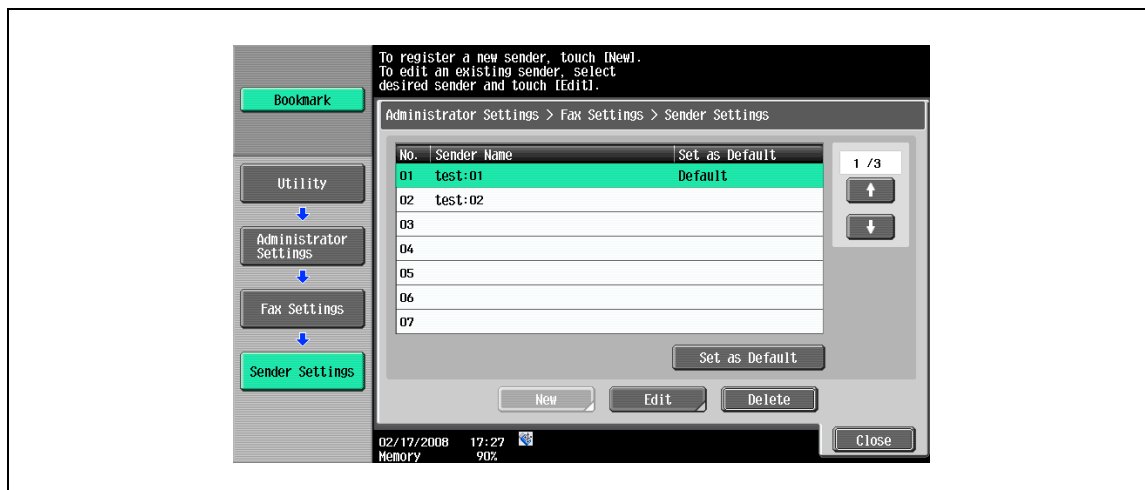 To register a new sender, touch [New].
To edit an existing sender, select
desired sender and touch [Edit].
Bookmark
Administrator Settings > Fax Settings > Sender Settings
No. Sender Name Set as Default
01 test:01 Default
02 test:02
03
04
05
06
07
1 /3
Utility
Administrator
Settings
Fax Settings
Sender Settings
Set as Default
New Edit Delete
Close
02/17/2008 17:27
Memory 90%